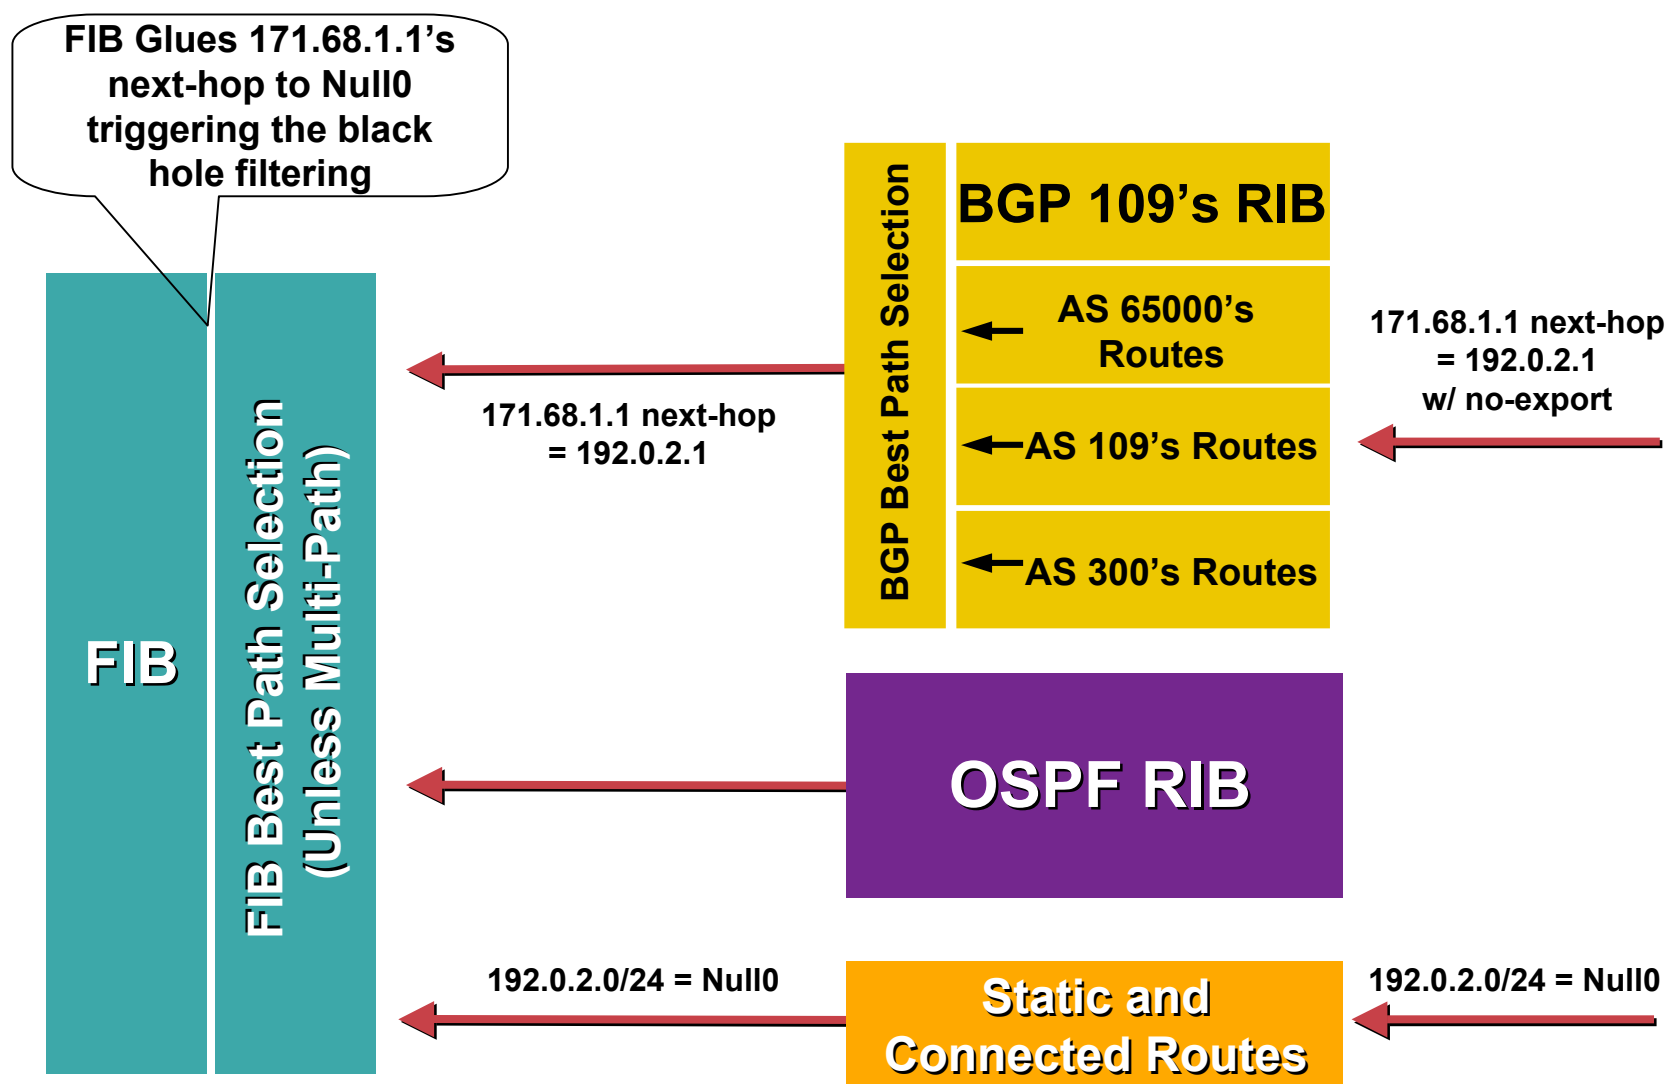 FIB Glues 171.68.1.1’s
next-hop to Null0
triggering the black
hole filtering
FIB
FIB Best Path Selection
(Unless Multi-Path)
171.68.1.1 next-hop
= 192.0.2.1
BGP Best Path Selection
BGP 109’s RIB
AS 65000’s
Routes
AS 109’s Routes
AS 300’s Routes
171.68.1.1 next-hop
= 192.0.2.1
w/ no-export
OSPF RIB
192.0.2.0/24 = Null0
Static and
Connected Routes
192.0.2.0/24 = Null0